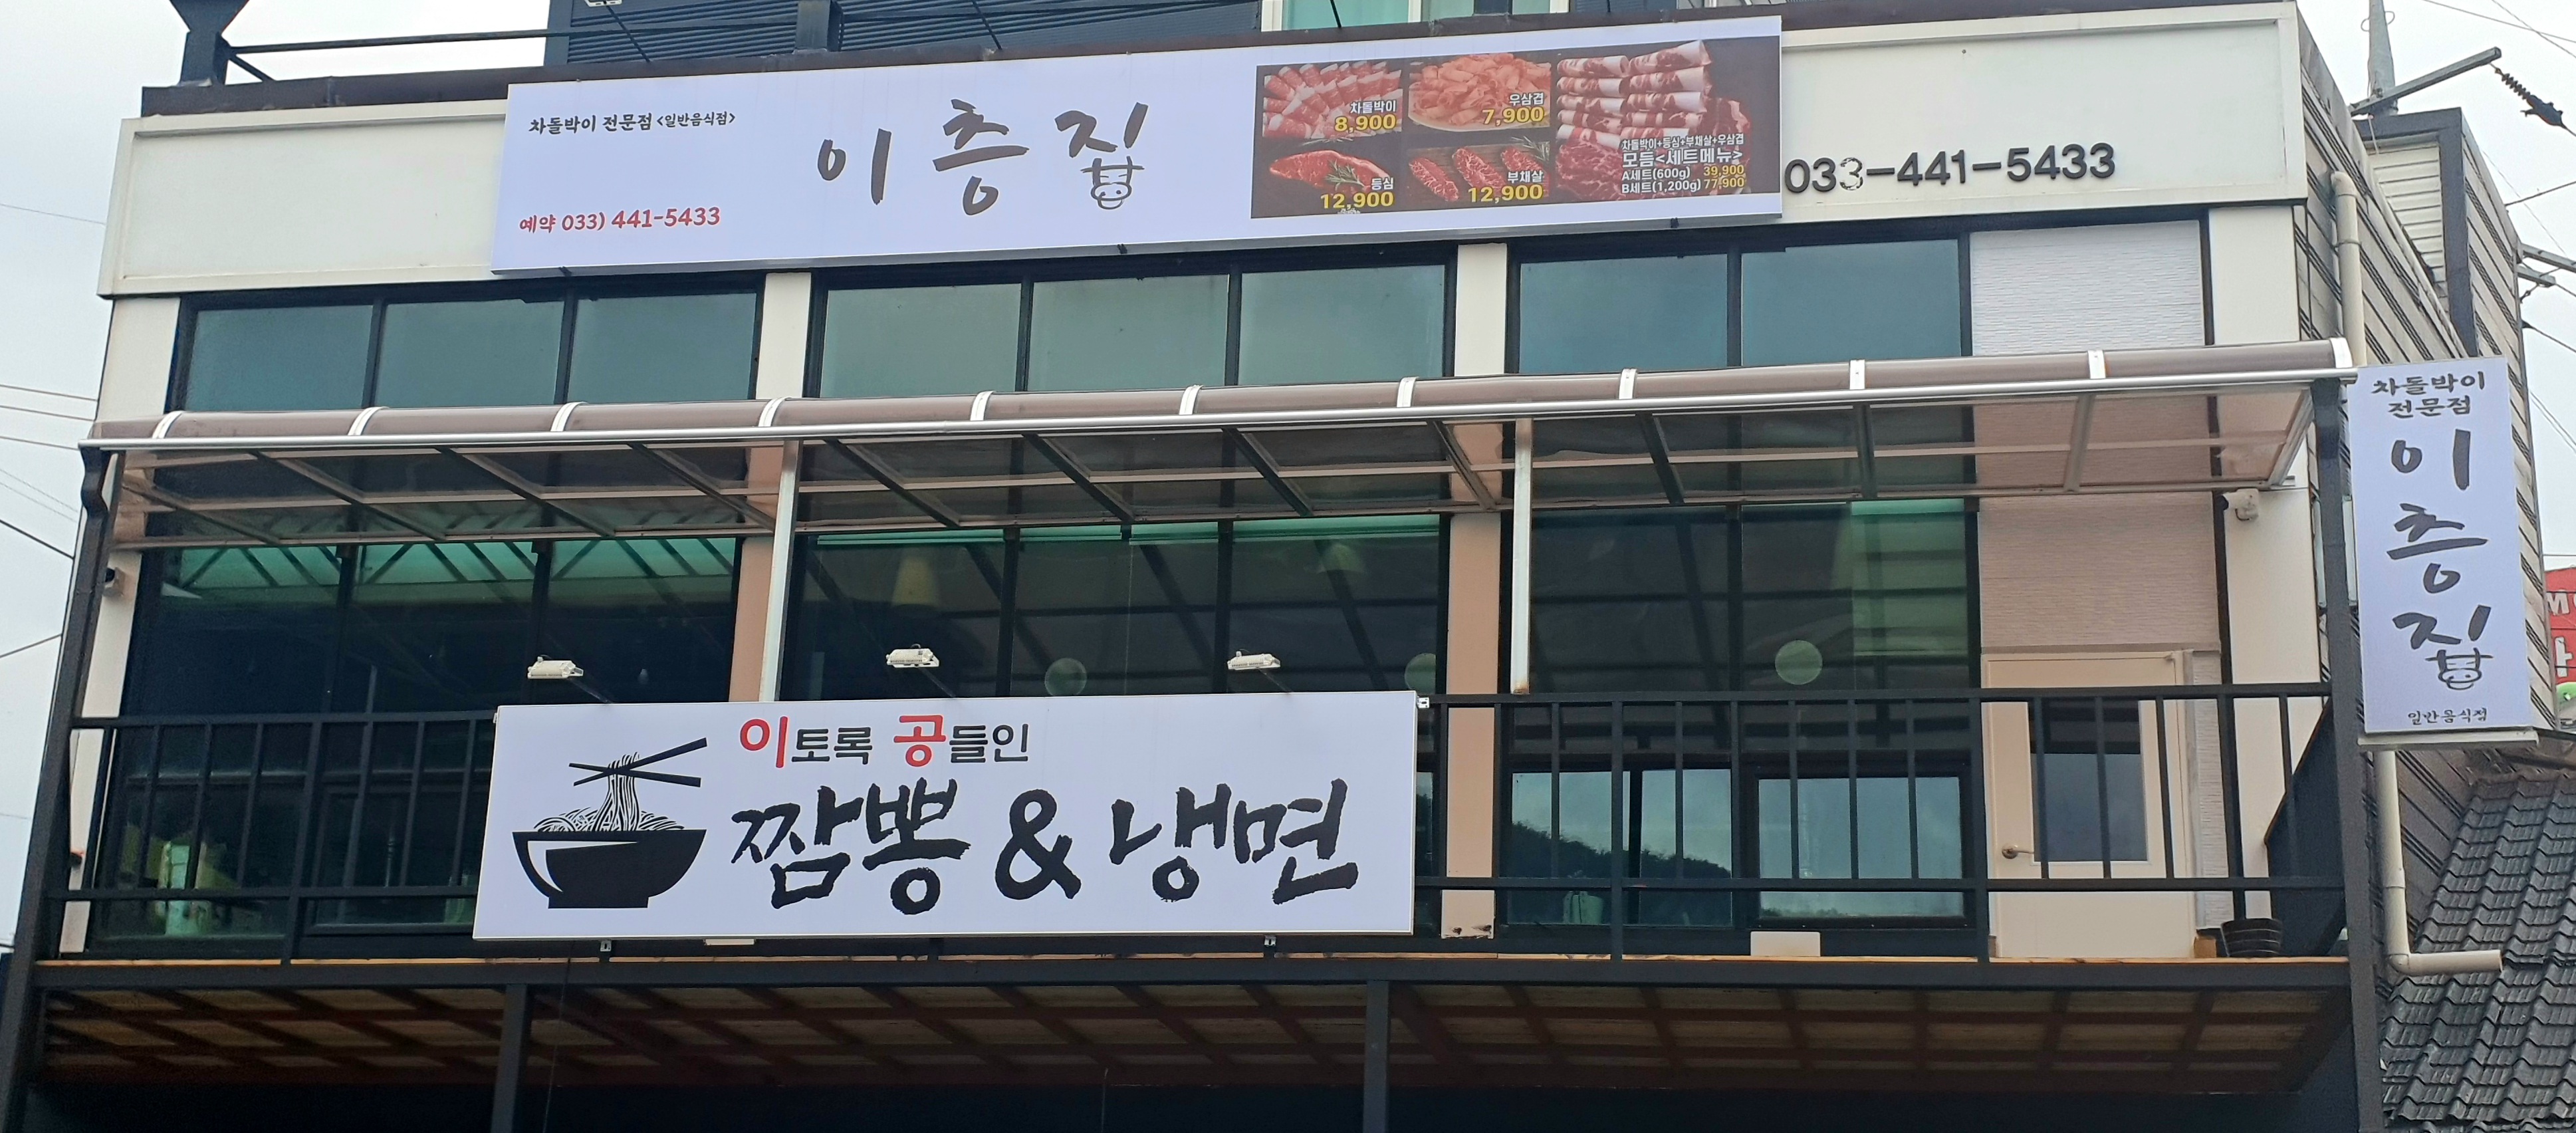 차돌박이 전문점 <일반음식점>
이층집
예약 033) 441-5433
차돌박이
8,900
우삼겹
7,900
등심
12,900
부채살
12,900
차돌박이+등심+부채살+우삼겹
모듬<세트메뉴>
A세트(600g) 39,900
B세트(1,200g) 77,900
033-441-5433
차돌박이
전문점
이층집
일반음식점
이토록 공들인
짬뽕 & 냉면